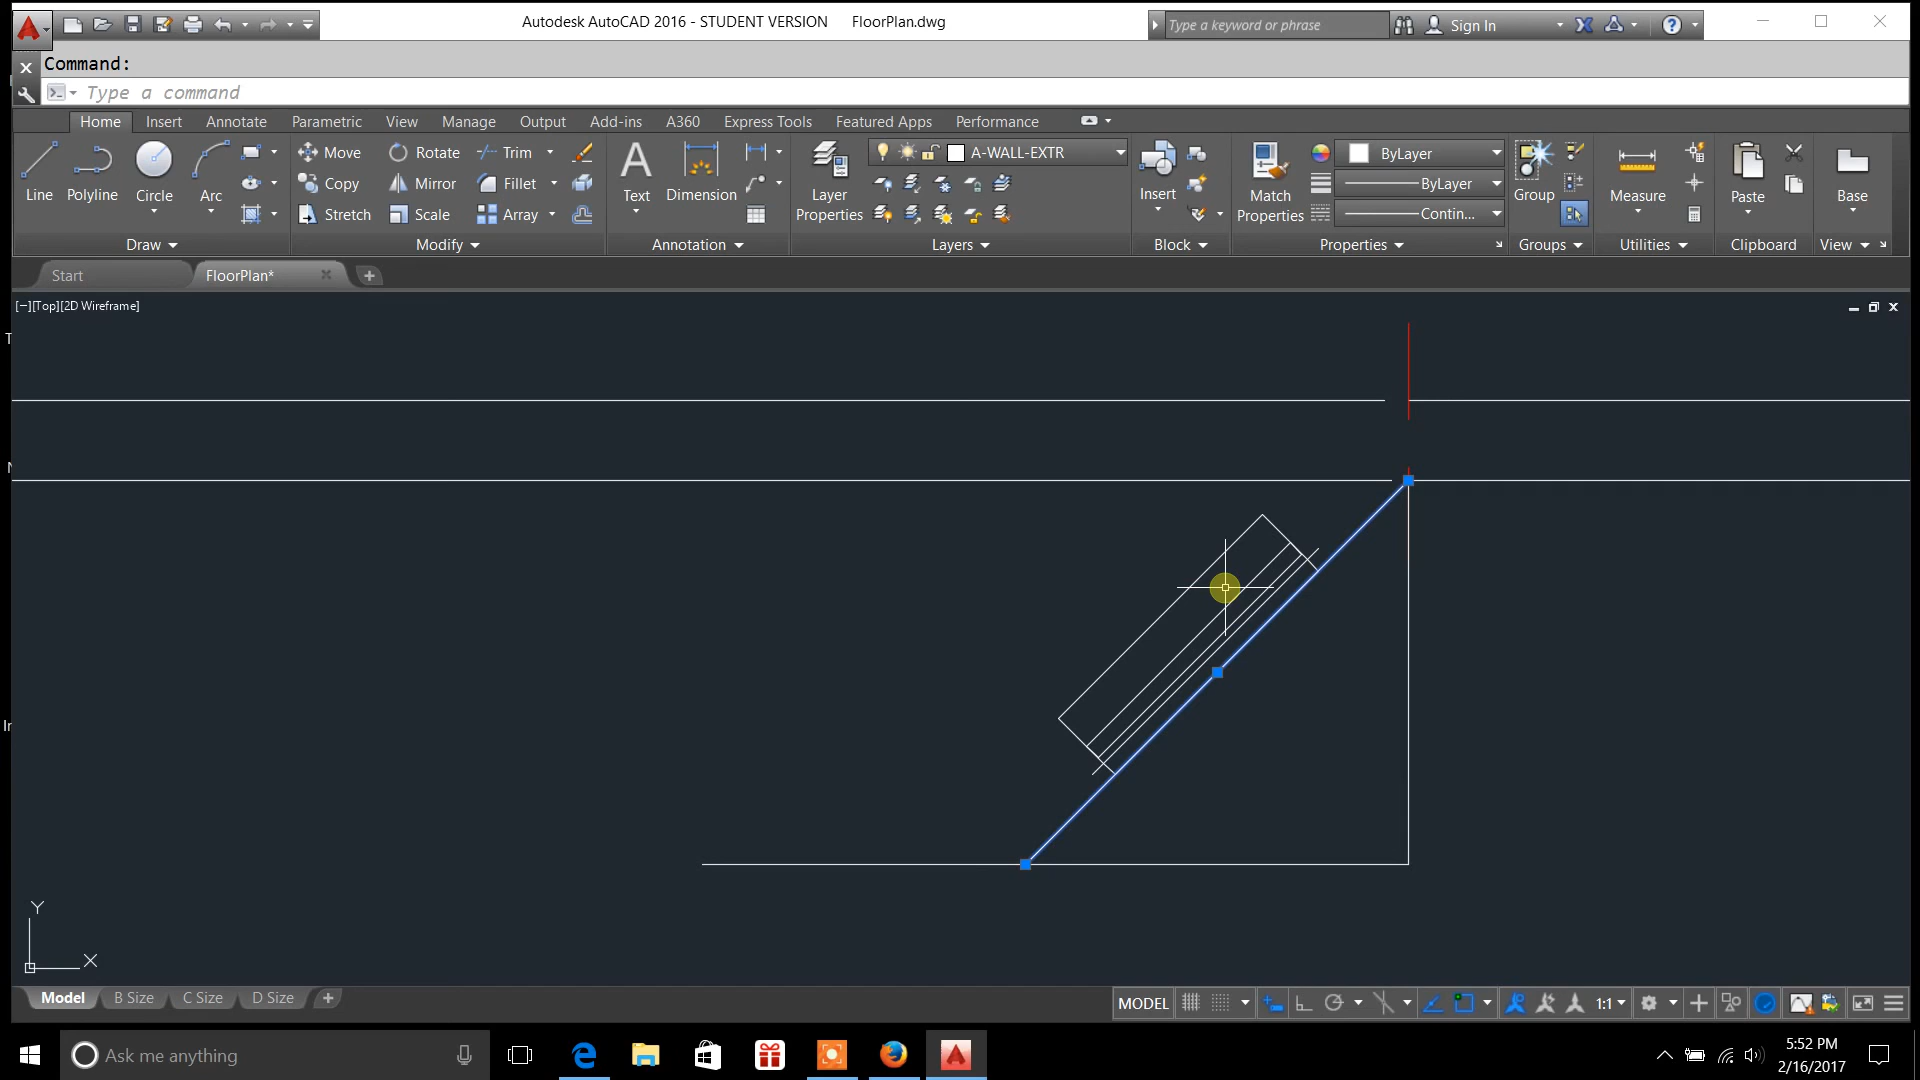 Autodesk AutoCAD 2016 - STUDENT VERSION FloorPlan.dwg
Type a keyword or phrase
Sign In
Command:
Type a command
Home Insert Annotate Parametric View Manage Output Add-ins A360 Express Tools Featured Apps Performance
Line Polyline Circle Arc
Move Rotate Trim
Copy Mirror Fillet
Stretch Scale Array
Text Dimension
Layer Properties
A-WALL-EXTR
Insert
Match Properties
ByLayer
ByLayer
Contin...
Group Measure Paste Base
Draw Modify Annotation Layers Block Properties Groups Utilities Clipboard View
Start FloorPlan*
[−][Top][2D Wireframe]
Y
X
Model B Size C Size D Size
MODEL 1:1
Ask me anything
5:52 PM
2/16/2017